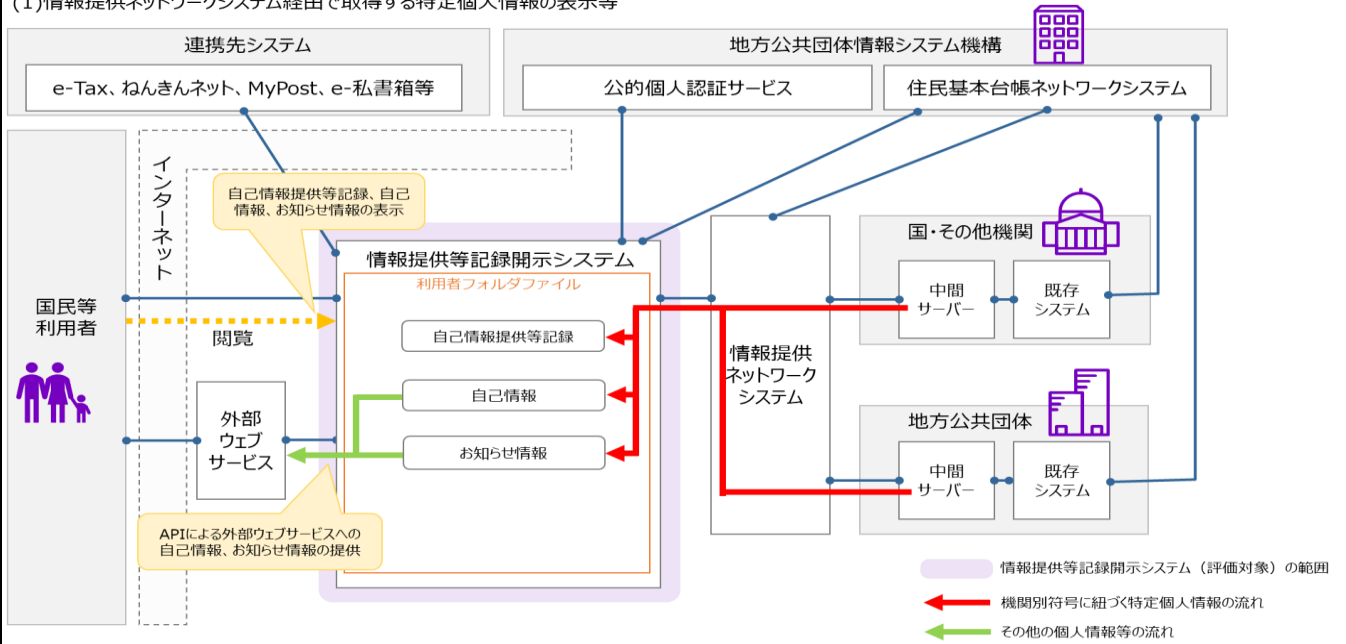 (1)情報提供ネットワークシステム経由で取得する特定個人情報の表示等
連携先システム
e-Tax、ねんきんネット、MyPost、e-私書箱等
地方公共団体情報システム機構
公的個人認証サービス
住民基本台帳ネットワークシステム
インターネット
自己情報提供等記録、自己
情報、お知らせ情報の表示
国民等
利用者
閲覧
外部
ウェブ
サービス
情報提供等記録開示システム
利用者フォルダファイル
自己情報提供等記録
自己情報
お知らせ情報
APIによる外部ウェブサービスへの
自己情報、お知らせ情報の提供
情報提供
ネットワーク
システム
国・その他機関
中間
サーバー
既存
システム
地方公共団体
中間
サーバー
既存
システム
情報提供等記録開示システム（評価対象）の範囲
機関別符号に紐づく特定個人情報の流れ
その他の個人情報等の流れ